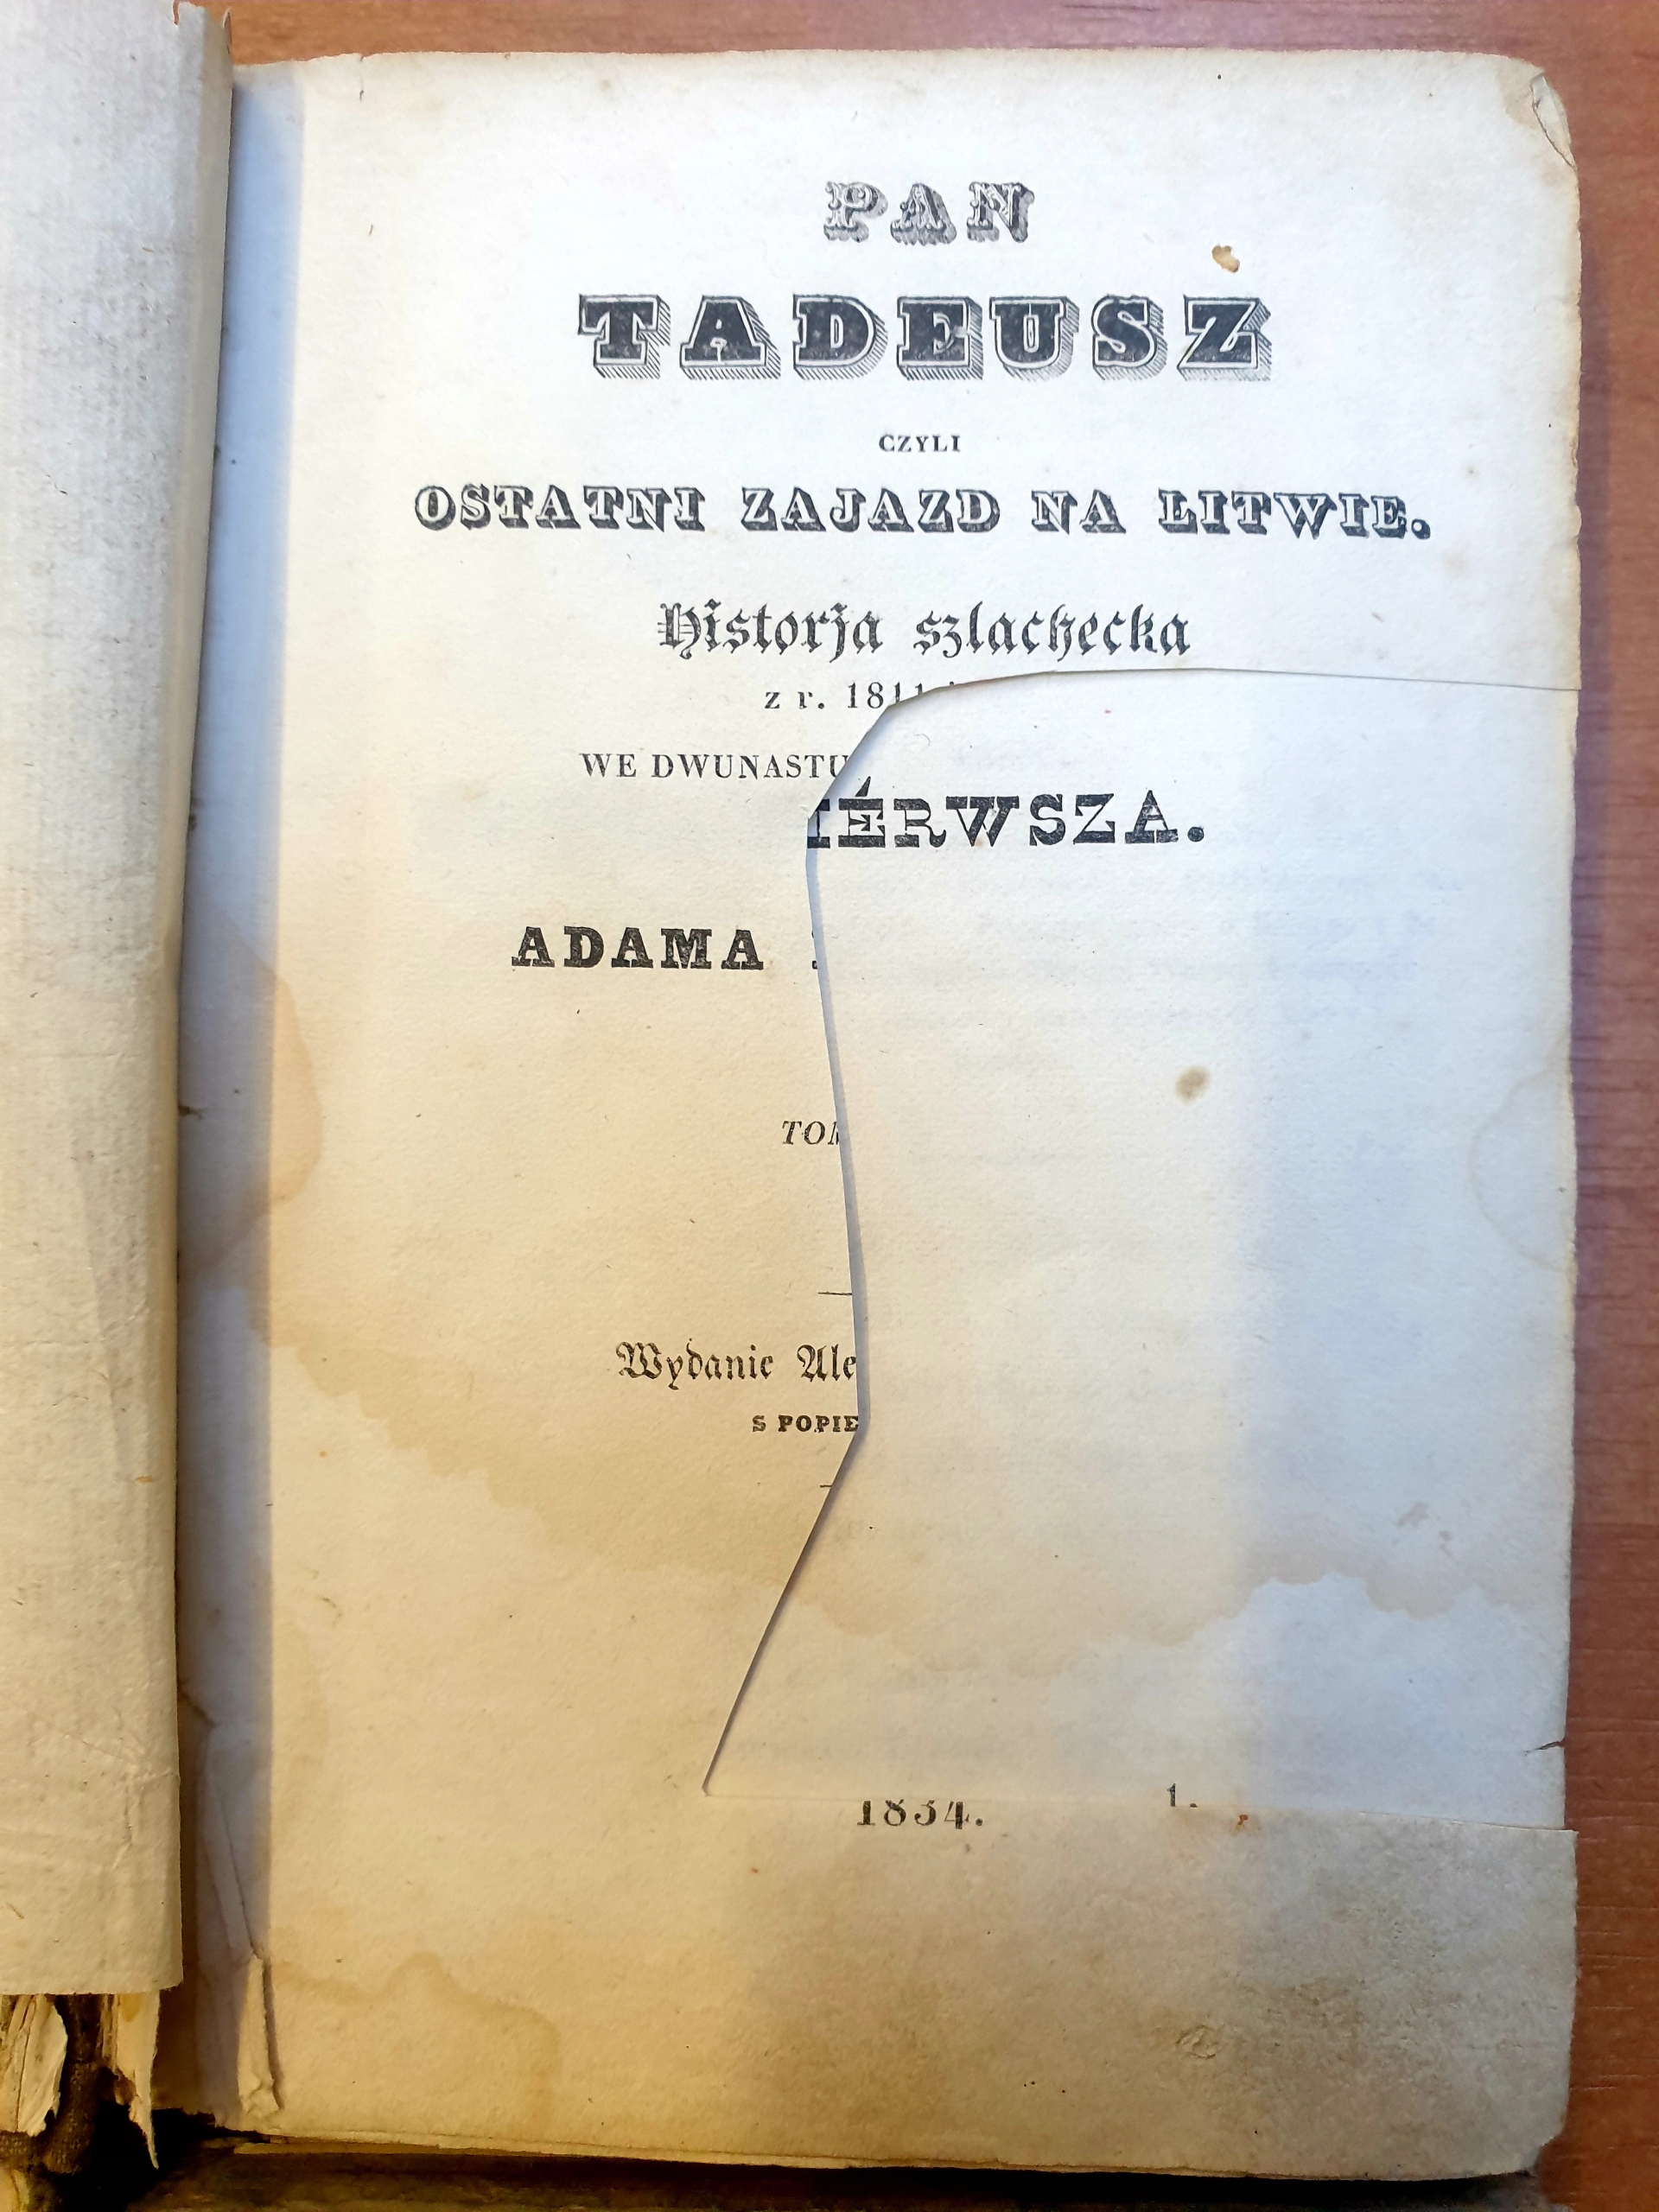 PAN
TADEUSZ
CZYLI
OSTATNI ZAJAZD NA LITWIE.
Historja szlachecka
z r. 1811
WE DWUNASTU
IÉRWSZA.
ADAMA
TOM
Wydanie Ale
S POPIE
1.
1834.